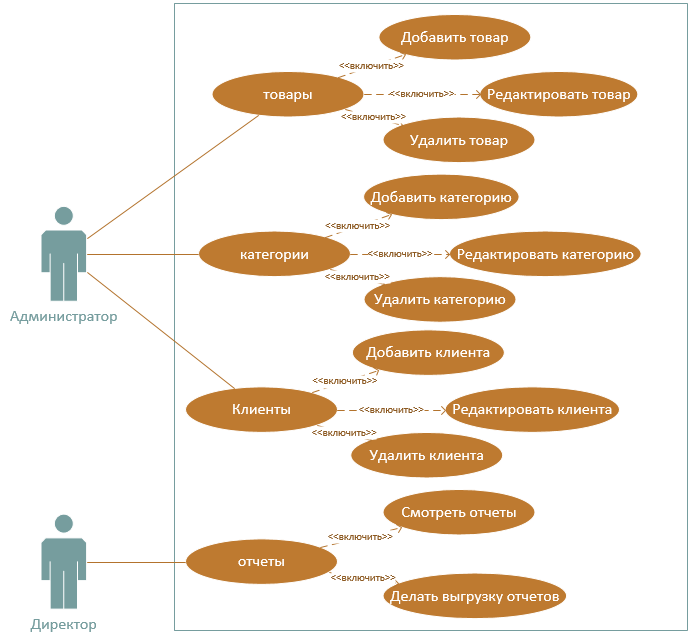 Добавить товар
<<включить>>
товары
<<включить>>
Редактировать товар
<<включить>>
Удалить товар
Добавить категорию
<<включить>>
категории
<<включить>>
Редактировать категорию
<<включить>>
Удалить категорию
Администратор
Добавить клиента
<<включить>>
Клиенты
<<включить>>
Редактировать клиента
<<включить>>
Удалить клиента
Смотреть отчеты
<<включить>>
отчеты
<<включить>>
Делать выгрузку отчетов
Директор